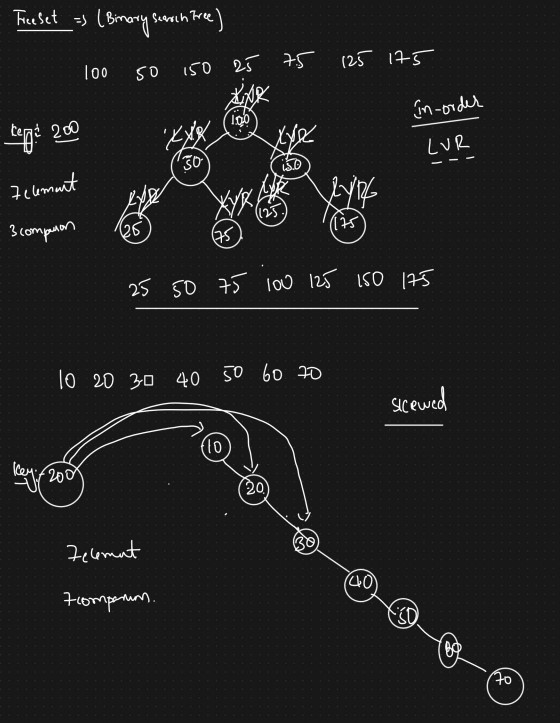 TreeSet => (Binary Search Tree)
100 50 150 25 75 125 175
in-order
LVR
key: 200
7 element
3 comparison
LVR
100
LVR LVR
50 150
LVR LVR LVR LVR
25 75 125 175
25 50 75 100 125 150 175
10 20 30 40 50 60 70
skewed
key:- 200
10
20
30
40
50
60
70
7 element
7 comparison.